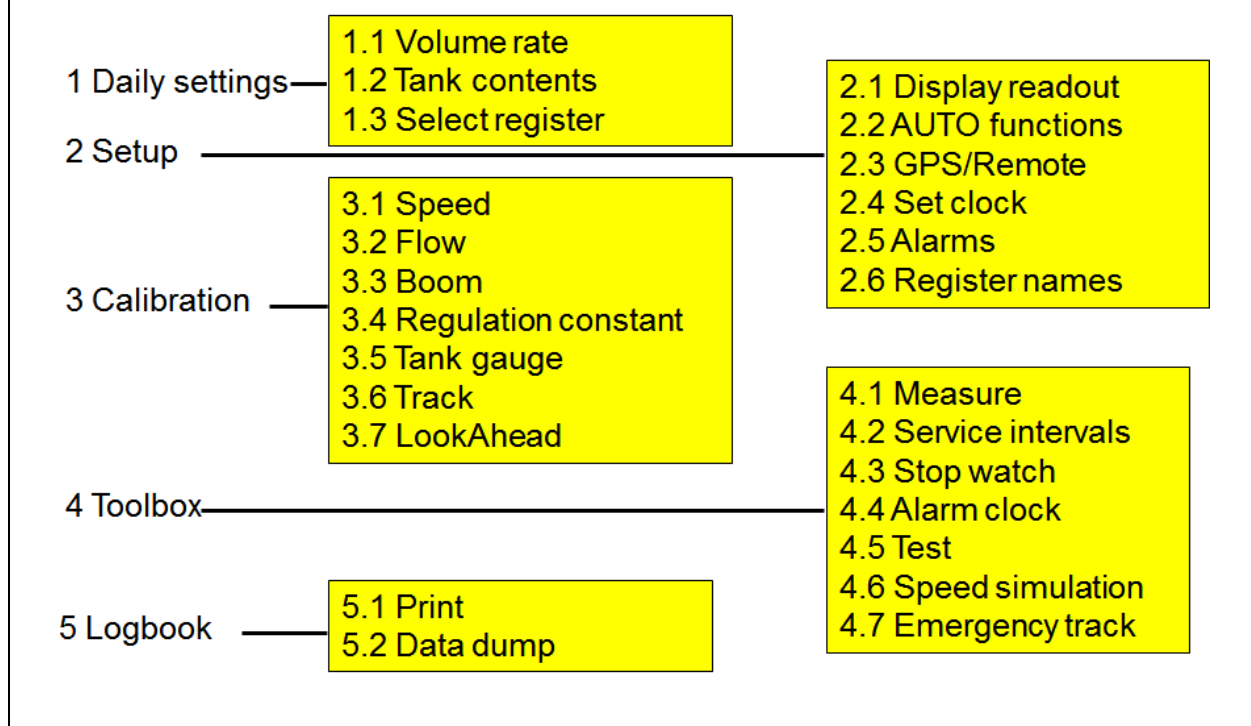 1 Daily settings
1.1 Volume rate
1.2 Tank contents
1.3 Select register
2 Setup
2.1 Display readout
2.2 AUTO functions
2.3 GPS/Remote
2.4 Set clock
2.5 Alarms
2.6 Register names
3 Calibration
3.1 Speed
3.2 Flow
3.3 Boom
3.4 Regulation constant
3.5 Tank gauge
3.6 Track
3.7 LookAhead
4 Toolbox
4.1 Measure
4.2 Service intervals
4.3 Stop watch
4.4 Alarm clock
4.5 Test
4.6 Speed simulation
4.7 Emergency track
5 Logbook
5.1 Print
5.2 Data dump